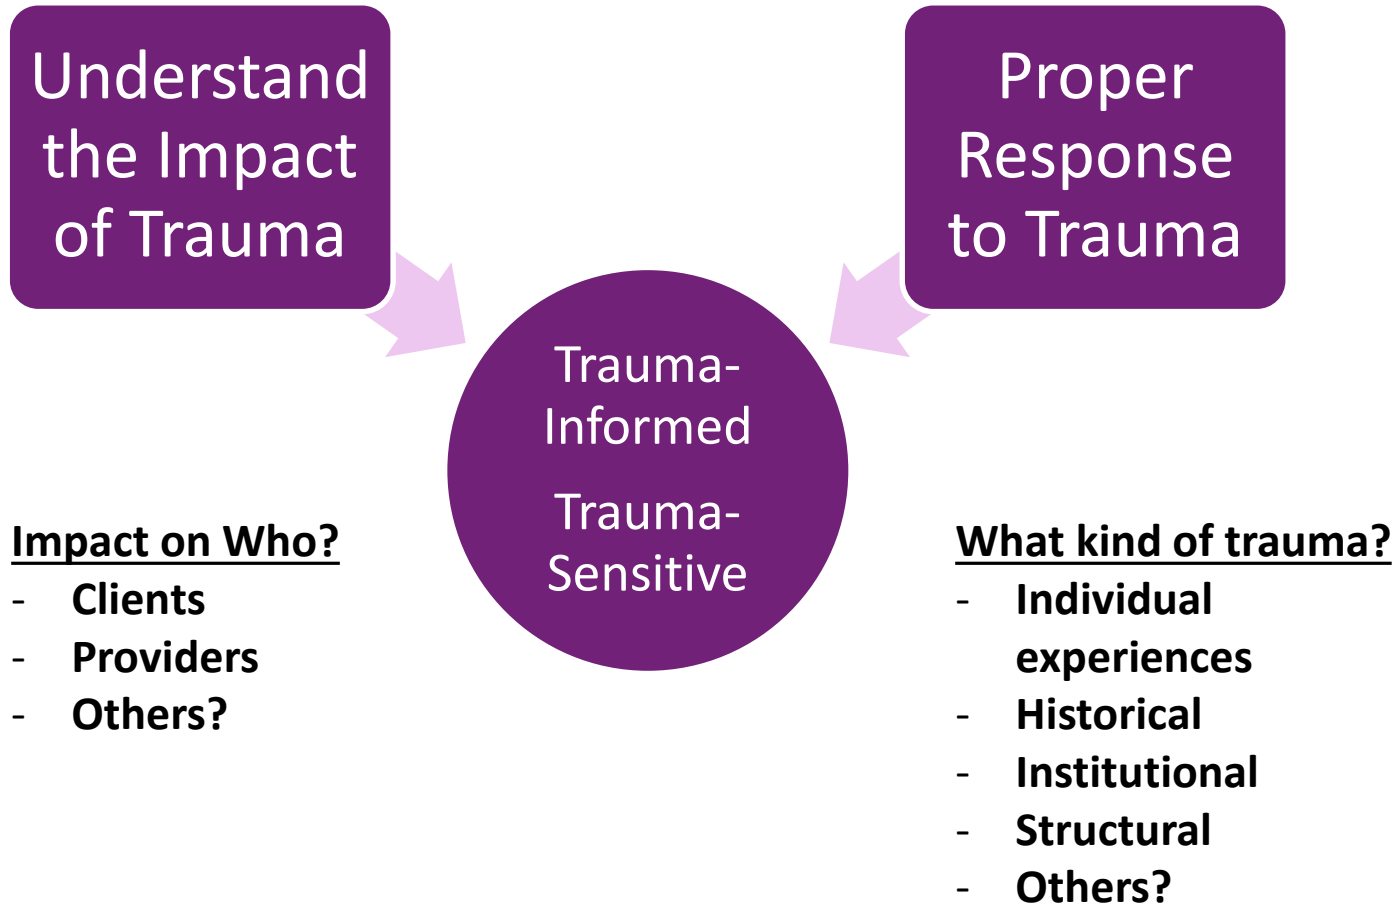 Understand
the Impact
of Trauma
Proper
Response
to Trauma
Trauma-
Informed
Trauma-
Sensitive
Impact on Who?
- Clients
- Providers
- Others?
What kind of trauma?
- Individual
experiences
- Historical
- Institutional
- Structural
- Others?